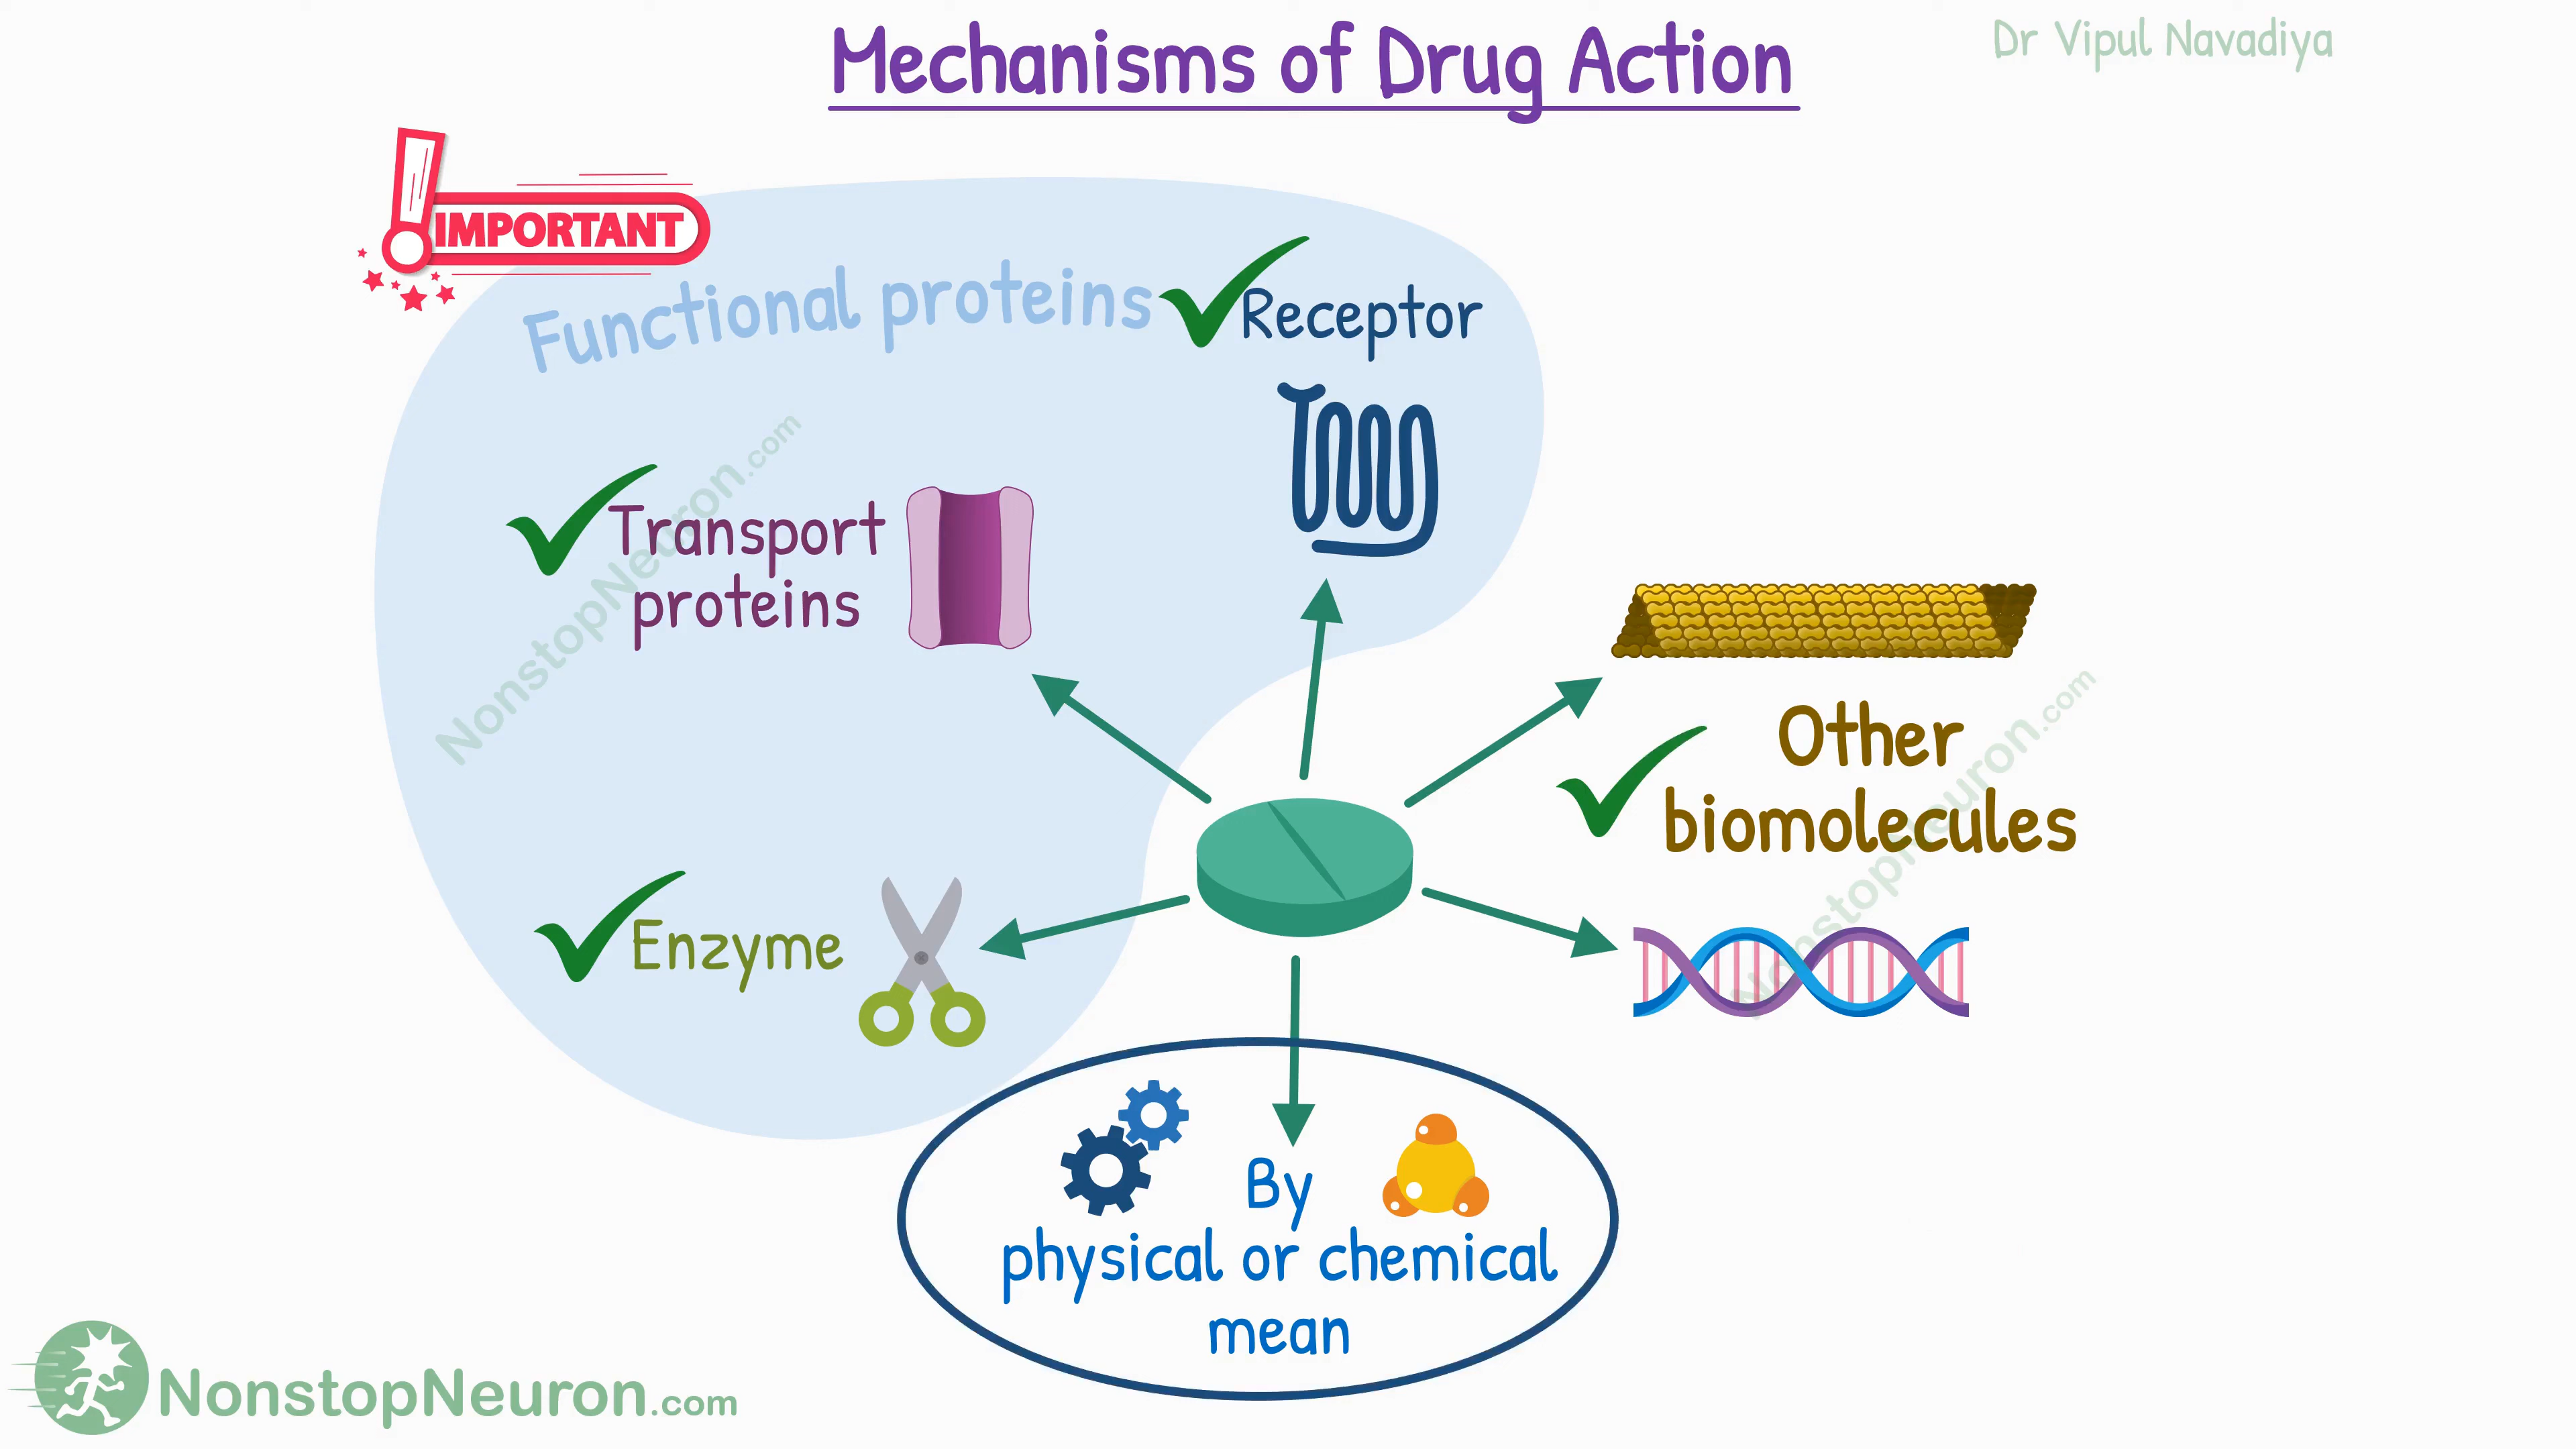 Mechanisms of Drug Action
Dr Vipul Navadiya
IMPORTANT
Functional proteins
Receptor
Transport
proteins
NonstopNeuron.com
Other
biomolecules
NonstopNeuron.com
Enzyme
By
physical or chemical
mean
NonstopNeuron.com